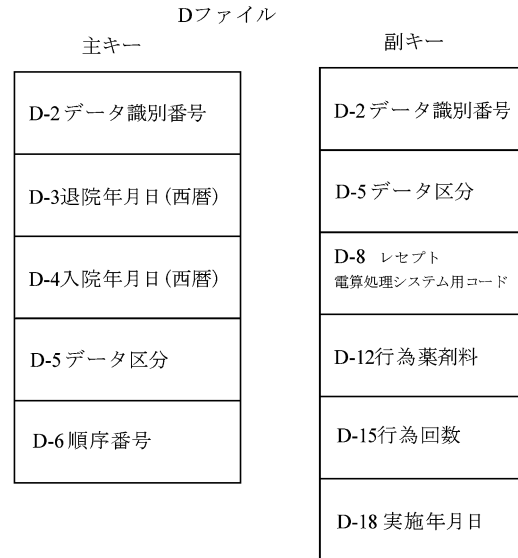 Dファイル
主キー
D-2データ識別番号
D-3退院年月日(西暦)
D-4入院年月日(西暦)
D-5データ区分
D-6順序番号
副キー
D-2データ識別番号
D-5データ区分
D-8 レセプト
電算処理システム用コード
D-12行為薬剤料
D-15行為回数
D-18 実施年月日